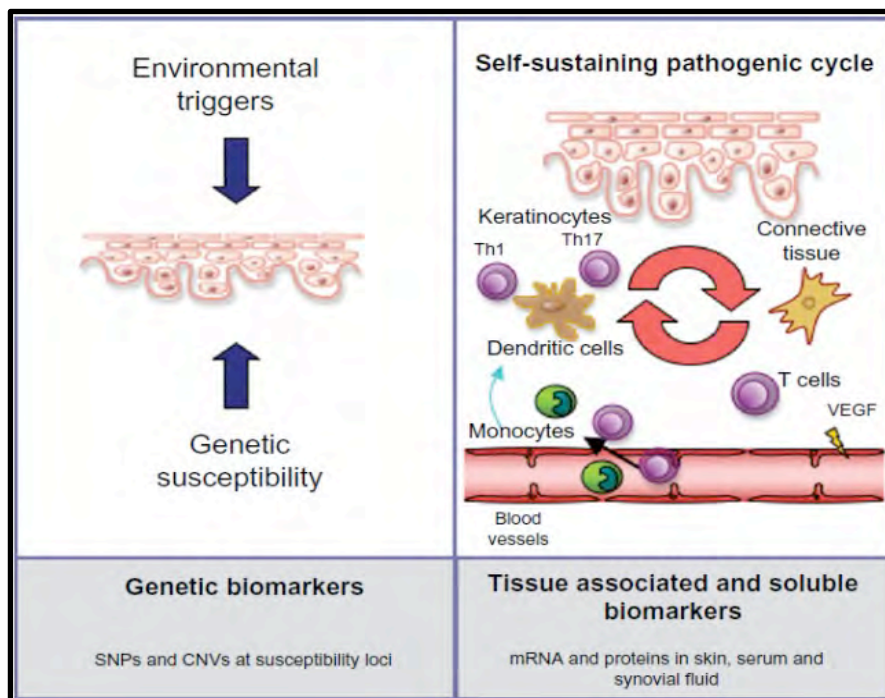 Environmental
triggers
Genetic
susceptibility
Self-sustaining pathogenic cycle
Keratinocytes
Th1
Th17
Connective
tissue
Dendritic cells
T cells
VEGF
Monocytes
Blood
vessels
Genetic biomarkers
SNPs and CNVs at susceptibility loci
Tissue associated and soluble
biomarkers
mRNA and proteins in skin, serum and
synovial fluid